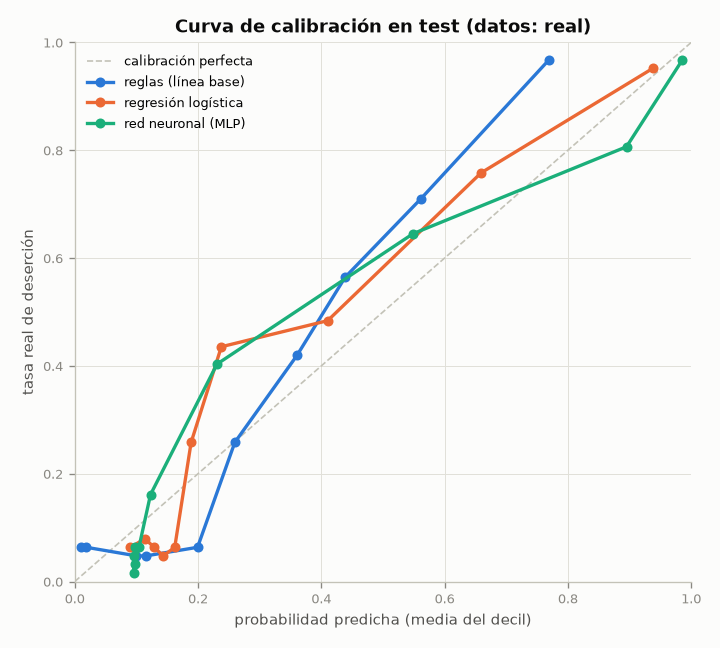 Curva de calibración en test (datos: real)
calibración perfecta
reglas (línea base)
regresión logística
red neuronal (MLP)
tasa real de deserción
1.0
0.8
0.6
0.4
0.2
0.0
0.0 0.2 0.4 0.6 0.8 1.0
probabilidad predicha (media del decil)